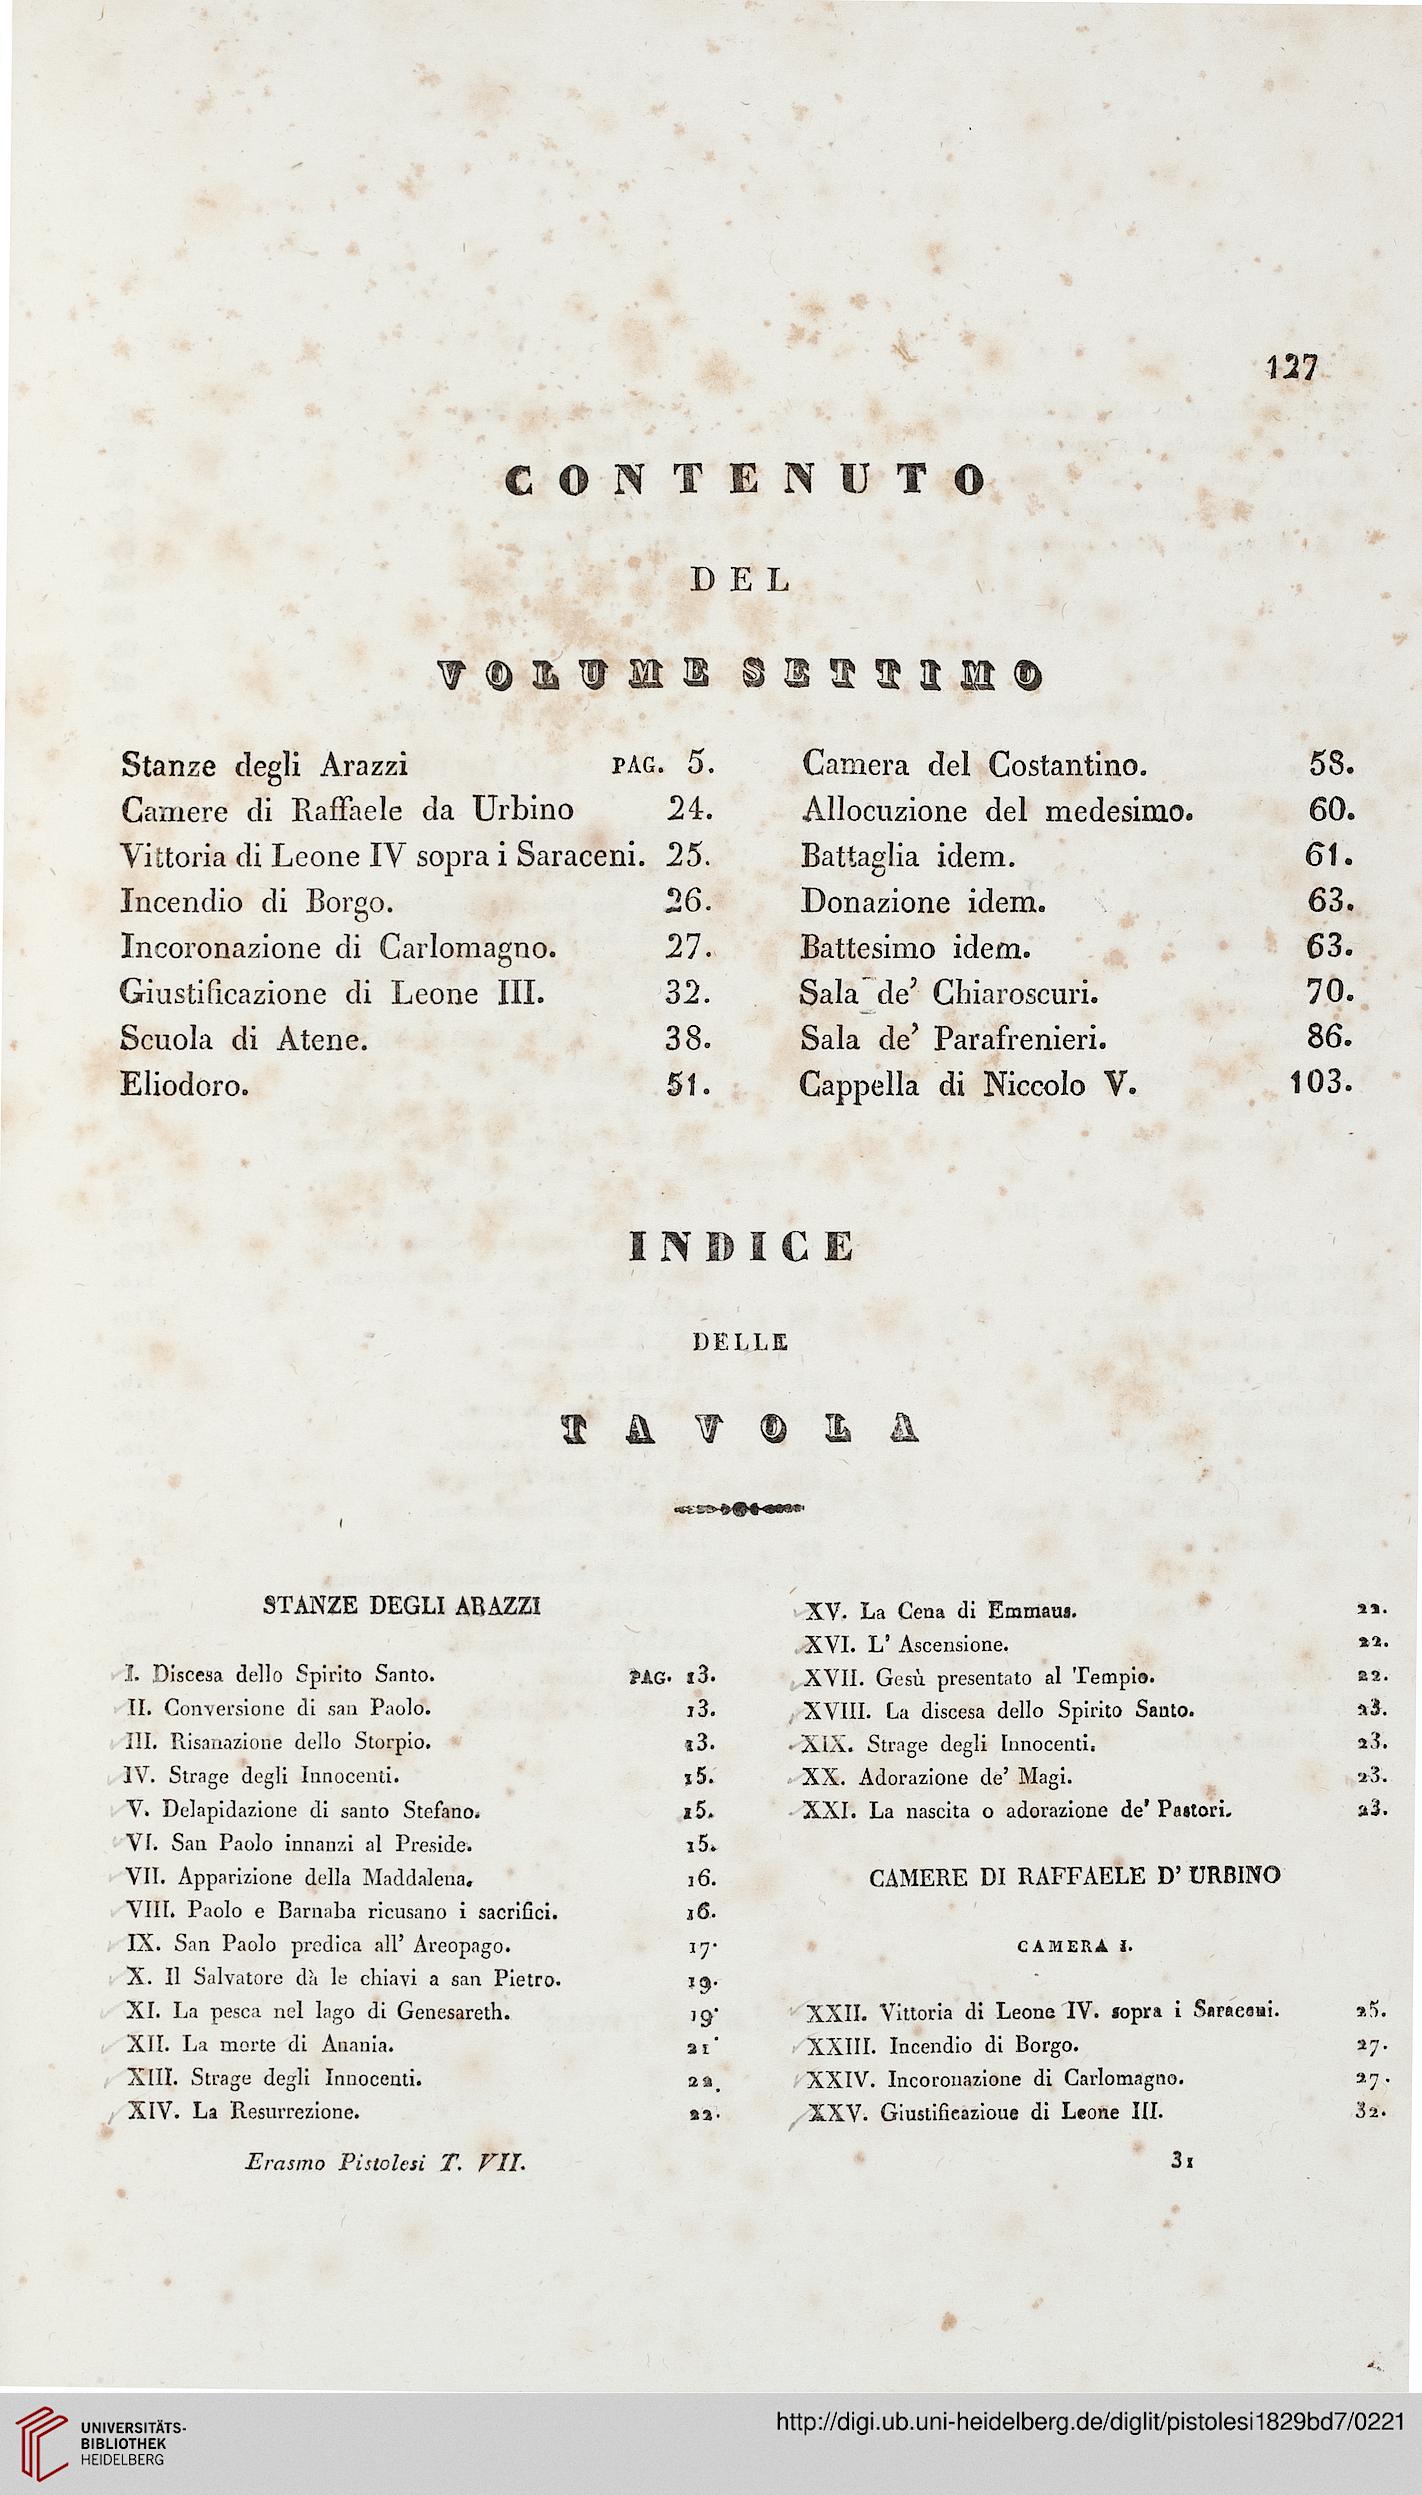 127
CONTENUTO
DEL
VOLUME SETTIMO
Stanze degli Arazzi PAG. 5.
Camere di Raffaele da Urbino 24.
Vittoria di Leone IV sopra i Saraceni. 25.
Incendio di Borgo. 26.
Incoronazione di Carlomagno. 27.
Giustificazione di Leone III. 32.
Scuola di Atene. 38.
Eliodoro. 51.
Camera del Costantino. 58.
Allocuzione del medesimo. 60.
Battaglia idem. 61.
Donazione idem. 63.
Battesimo idem. 63.
Sala de' Chiaroscuri. 70.
Sala de' Parafrenieri. 86.
Cappella di Niccolo V. 103.
INDICE
DELLE
TAVOLA
STANZE DEGLI ARAZZI
I. Discesa dello Spirito Santo. PAG. 13.
II. Conversione di san Paolo. 13.
III. Risanazione dello Storpio. 13.
IV. Strage degli Innocenti. 15.
V. Delapidazione di santo Stefano. 15.
VI. San Paolo innanzi al Preside. 15.
VII. Apparizione della Maddalena. 16.
VIII. Paolo e Barnaba ricusano i sacrifici. 16.
IX. San Paolo predica all' Areopago. 17.
X. Il Salvatore dà le chiavi a san Pietro. 19.
XI. La pesca nel lago di Genesareth. 19.
XII. La morte di Anania. 21.
XIII. Strage degli Innocenti. 22.
XIV. La Resurrezione. 22.
XV. La Cena di Emmaus. 22.
XVI. L' Ascensione. 22.
XVII. Gesù presentato al Tempio. 22.
XVIII. La discesa dello Spirito Santo. 23.
XIX. Strage degli Innocenti. 23.
XX. Adorazione de' Magi. 23.
XXI. La nascita o adorazione de' Pastori. 23.
CAMERE DI RAFFAELE D' URBINO
CAMERA I.
XXII. Vittoria di Leone IV. sopra i Saraceni. 25.
XXIII. Incendio di Borgo. 27.
XXIV. Incoronazione di Carlomagno. 27.
XXV. Giustificazione di Leone III. 32.
Erasmo Pistolesi T. VII. 31
UNIVERSITÄTS-
BIBLIOTHEK
HEIDELBERG
http://digi.ub.uni-heidelberg.de/diglit/pistolesi1829bd7/0221